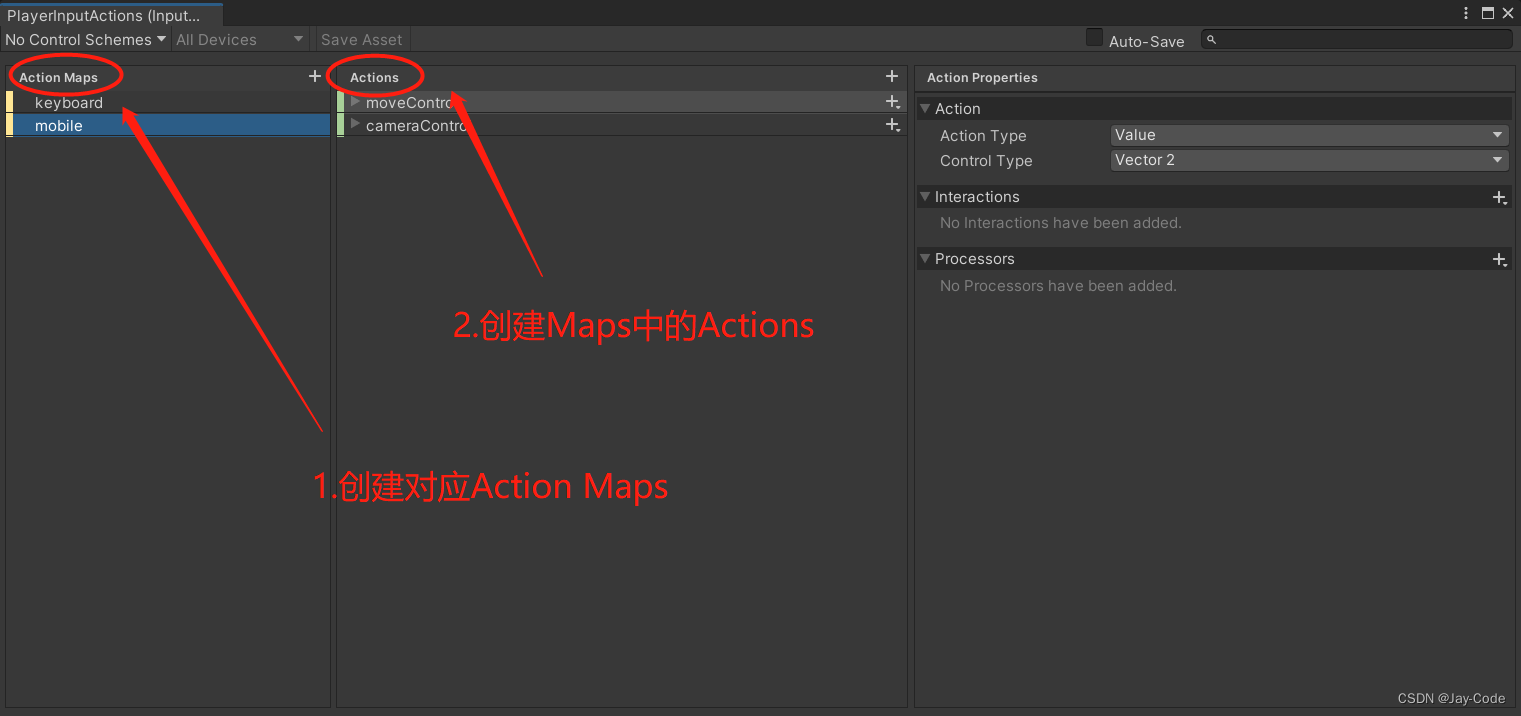 PlayerInputActions (Input...
No Control Schemes All Devices Save Asset Auto-Save
Action Maps
keyboard
mobile
Actions
moveContro
cameraContro
Action Properties
Action
Action Type Value
Control Type Vector 2
Interactions
No Interactions have been added.
Processors
No Processors have been added.
2.创建Maps中的Actions
1.创建对应Action Maps
CSDN @Jay-Code